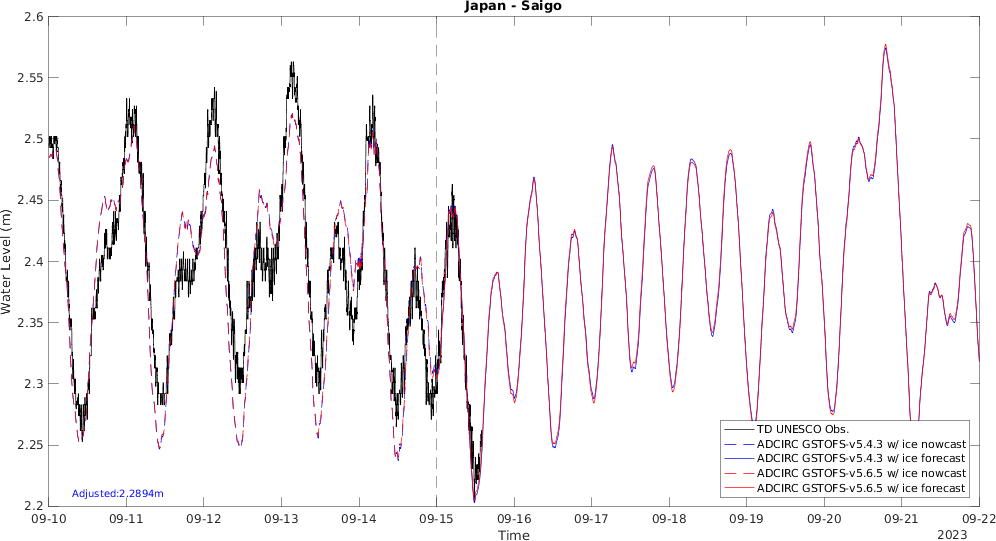 Japan - Saigo
2.6
2.55
2.5
2.45
2.4
2.35
2.3
2.25
2.2
Water Level (m)
Adjusted:2.2894m
TD UNESCO Obs.
ADCIRC GSTOFS-v5.4.3 w/ ice nowcast
ADCIRC GSTOFS-v5.4.3 w/ ice forecast
ADCIRC GSTOFS-v5.6.5 w/ ice nowcast
ADCIRC GSTOFS-v5.6.5 w/ ice forecast
09-10 09-11 09-12 09-13 09-14 09-15 09-16 09-17 09-18 09-19 09-20 09-21 09-22
Time
2023